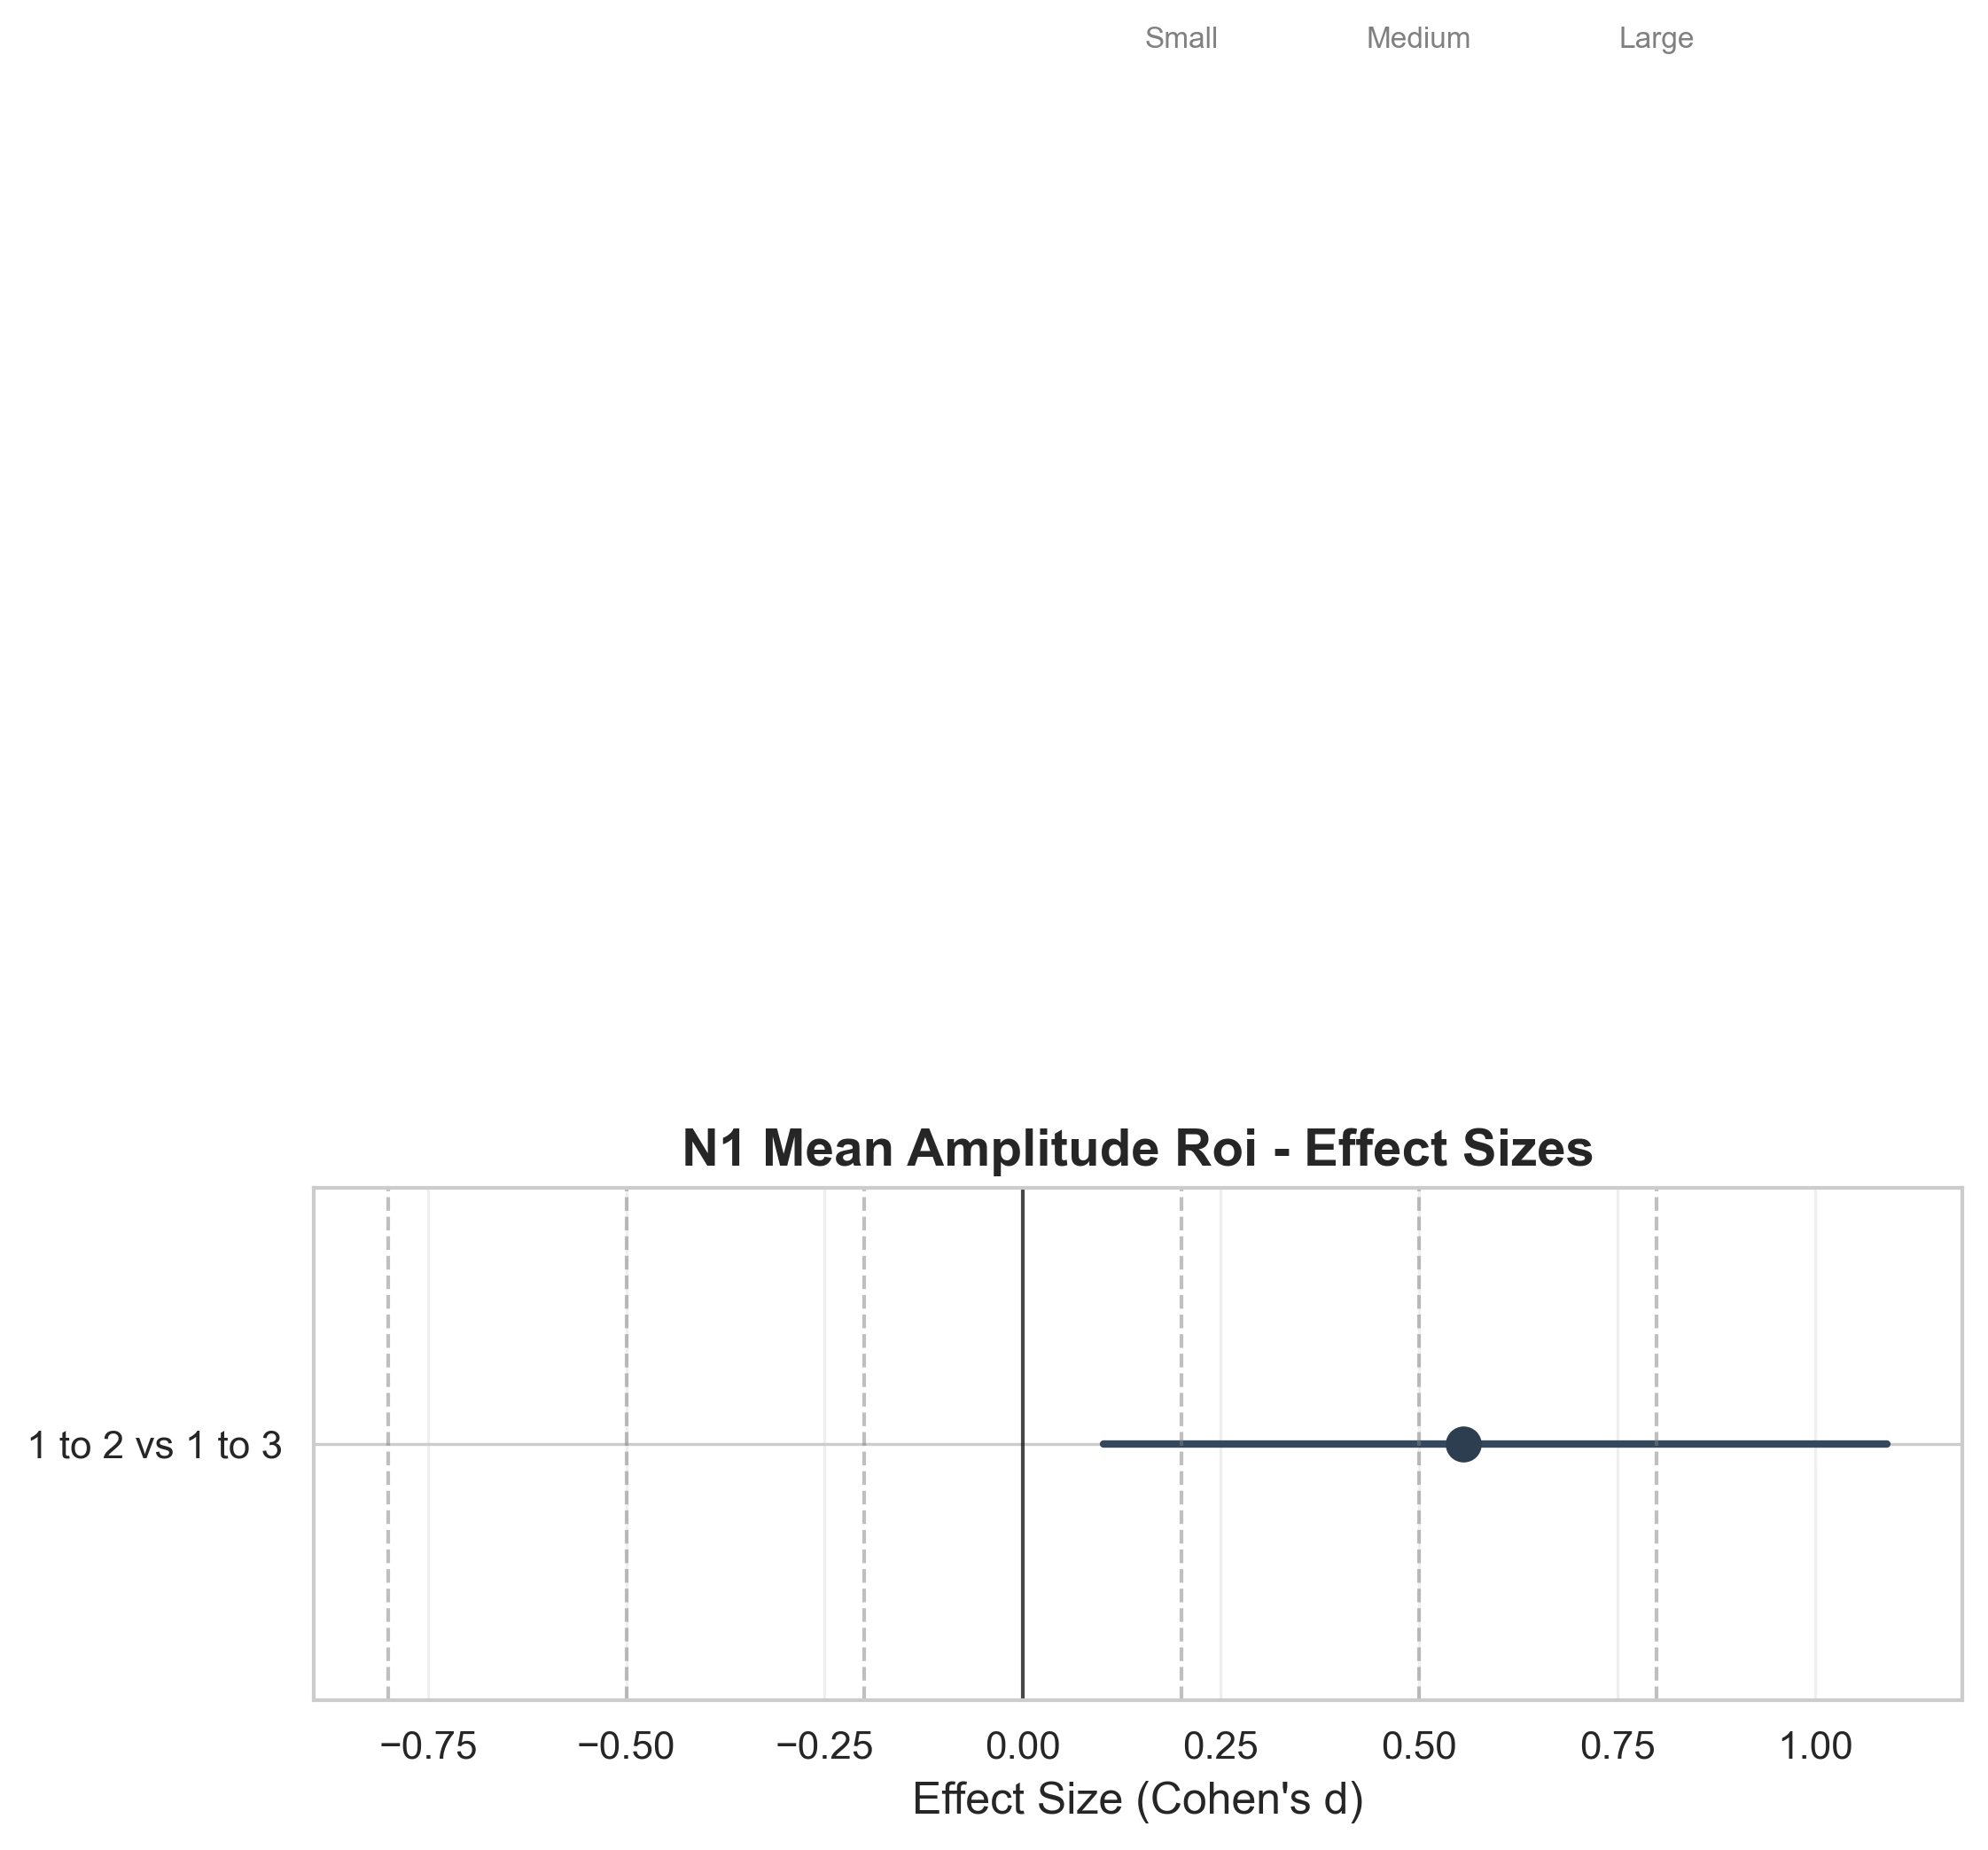 Small Medium Large
N1 Mean Amplitude Roi - Effect Sizes
1 to 2 vs 1 to 3
−0.75 −0.50 −0.25 0.00 0.25 0.50 0.75 1.00
Effect Size (Cohen's d)